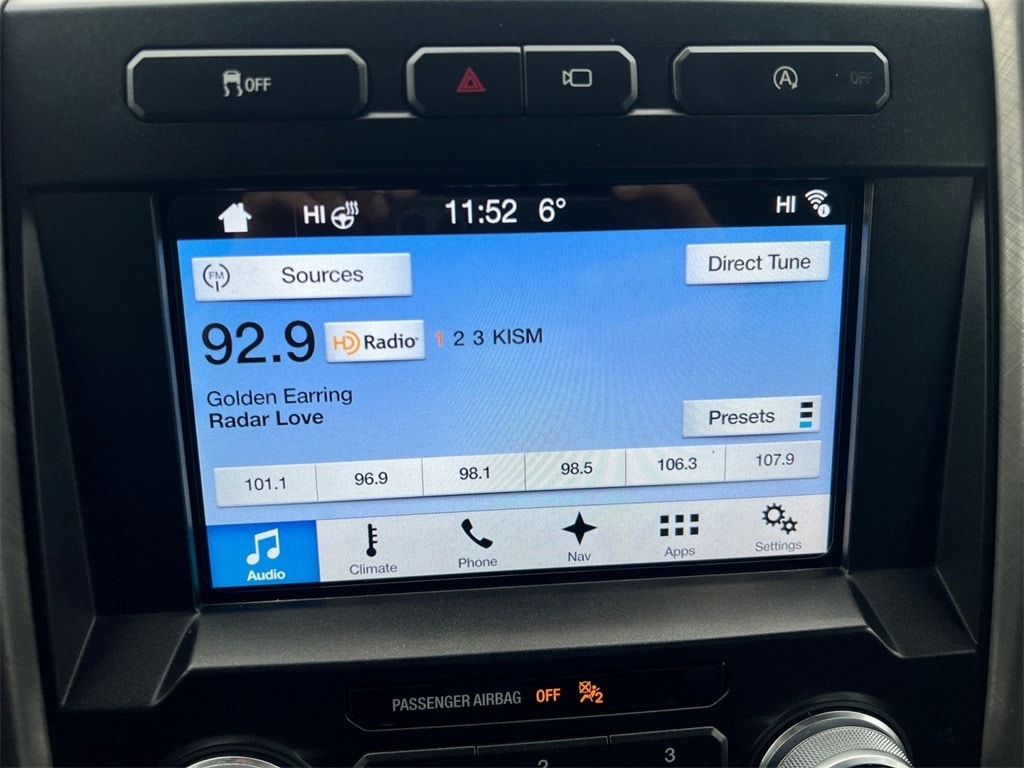 OFF
A OFF
HI 11:52 6° HI
FM Sources Direct Tune
92.9 HD Radio 1 2 3 KISM
Golden Earring
Radar Love
Presets
101.1 96.9 98.1 98.5 106.3 107.9
Audio Climate Phone Nav Apps Settings
PASSENGER AIRBAG OFF 2
2 3